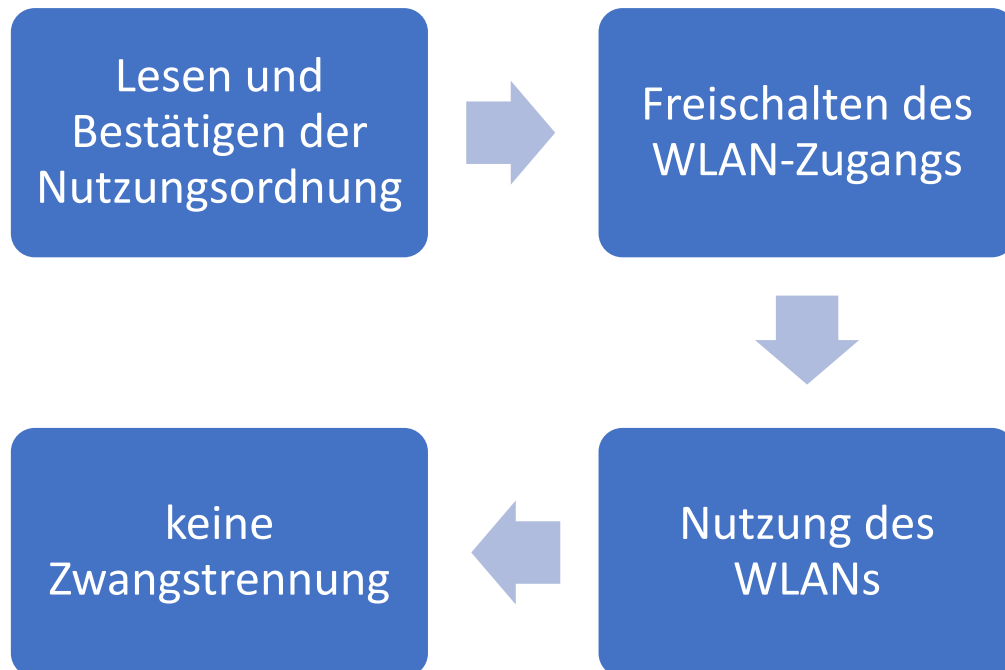 Lesen und
Bestätigen der
Nutzungsordnung
Freischalten des
WLAN-Zugangs
Nutzung des
WLANs
keine
Zwangstrennung